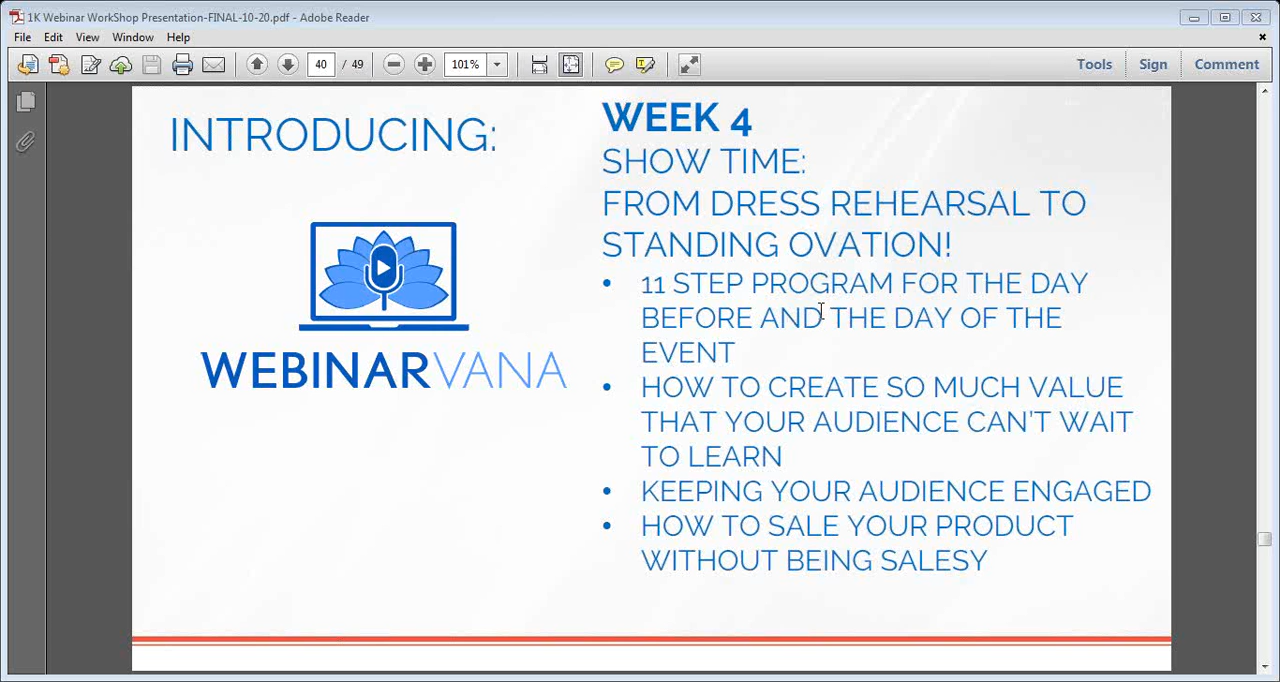 1K Webinar WorkShop Presentation-FINAL-10-20.pdf - Adobe Reader
File Edit View Window Help
40 / 49 101% Tools Sign Comment
INTRODUCING:
WEBINARVANA
WEEK 4
SHOW TIME:
FROM DRESS REHEARSAL TO
STANDING OVATION!
• 11 STEP PROGRAM FOR THE DAY
BEFORE AND THE DAY OF THE
EVENT
• HOW TO CREATE SO MUCH VALUE
THAT YOUR AUDIENCE CAN'T WAIT
TO LEARN
• KEEPING YOUR AUDIENCE ENGAGED
• HOW TO SALE YOUR PRODUCT
WITHOUT BEING SALESY